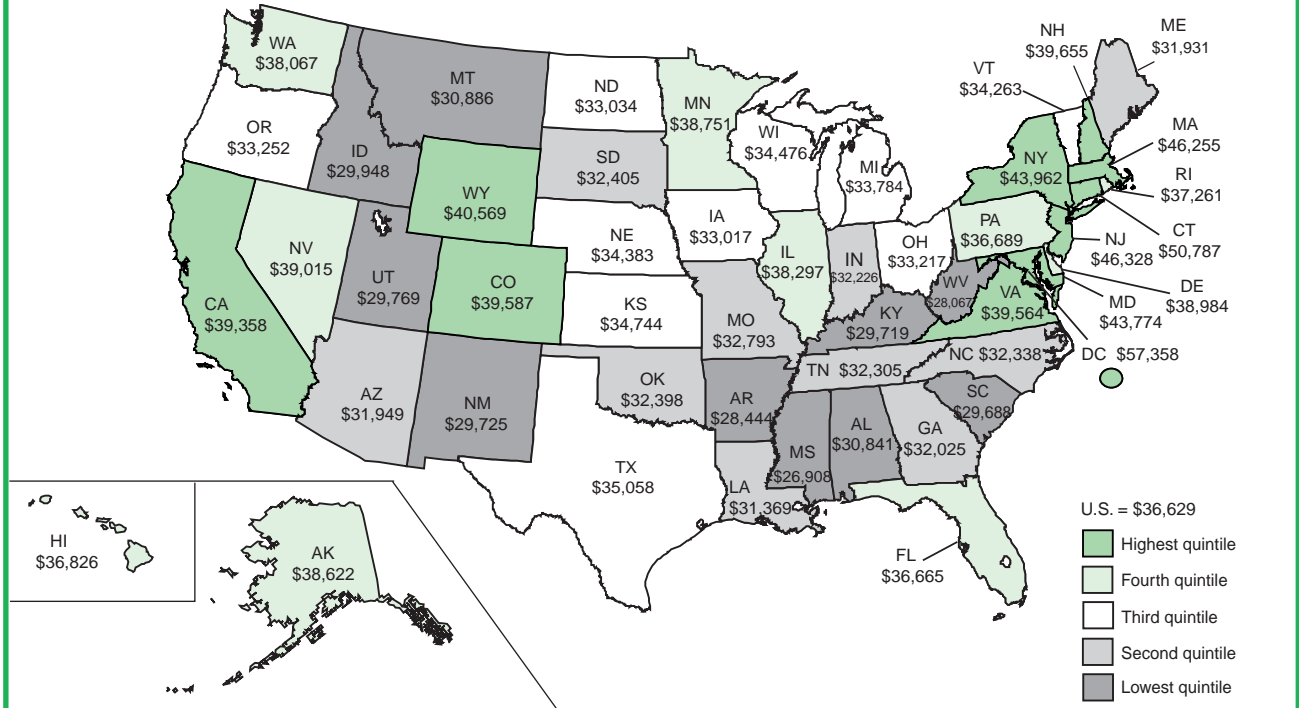 WA
$38,067
MT
$30,886
ND
$33,034
MN
$38,751
OR
$33,252
ID
$29,948
SD
$32,405
WI
$34,476
MI
$33,784
WY
$40,569
NV
$39,015
UT
$29,769
CO
$39,587
NE
$34,383
IA
$33,017
IL
$38,297
IN
$32,226
OH
$33,217
PA
$36,689
NY
$43,962
VT
$34,263
NH
$39,655
ME
$31,931
MA
$46,255
RI
$37,261
CT
$50,787
NJ
$46,328
DE
$38,984
MD
$43,774
DC $57,358
CA
$39,358
KS
$34,744
MO
$32,793
KY
$29,719
WV
$28,067
VA
$39,564
NC $32,338
TN $32,305
SC
$29,688
AZ
$31,949
NM
$29,725
OK
$32,398
AR
$28,444
MS
$26,908
AL
$30,841
GA
$32,025
TX
$35,058
LA
$31,369
FL
$36,665
HI
$36,826
AK
$38,622
U.S. = $36,629
Highest quintile
Fourth quintile
Third quintile
Second quintile
Lowest quintile